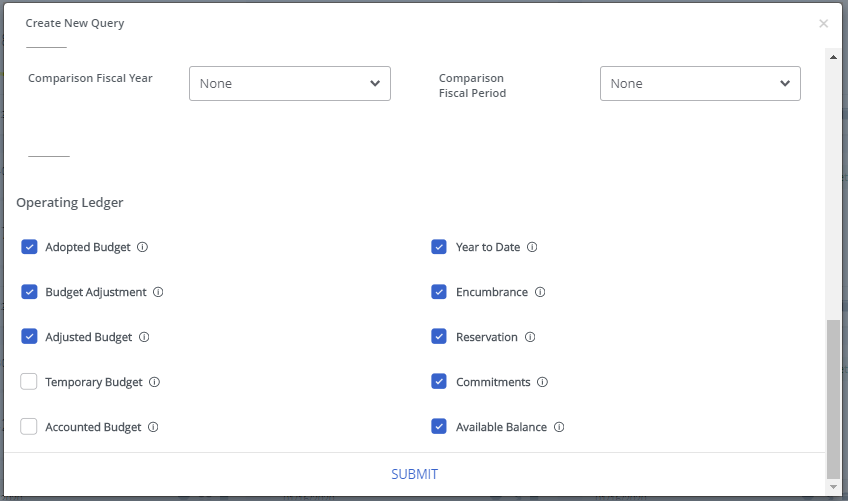 Create New Query
Comparison Fiscal Year
None
Comparison
Fiscal Period
None
Operating Ledger
Adopted Budget
Year to Date
Budget Adjustment
Encumbrance
Adjusted Budget
Reservation
Temporary Budget
Commitments
Accounted Budget
Available Balance
SUBMIT